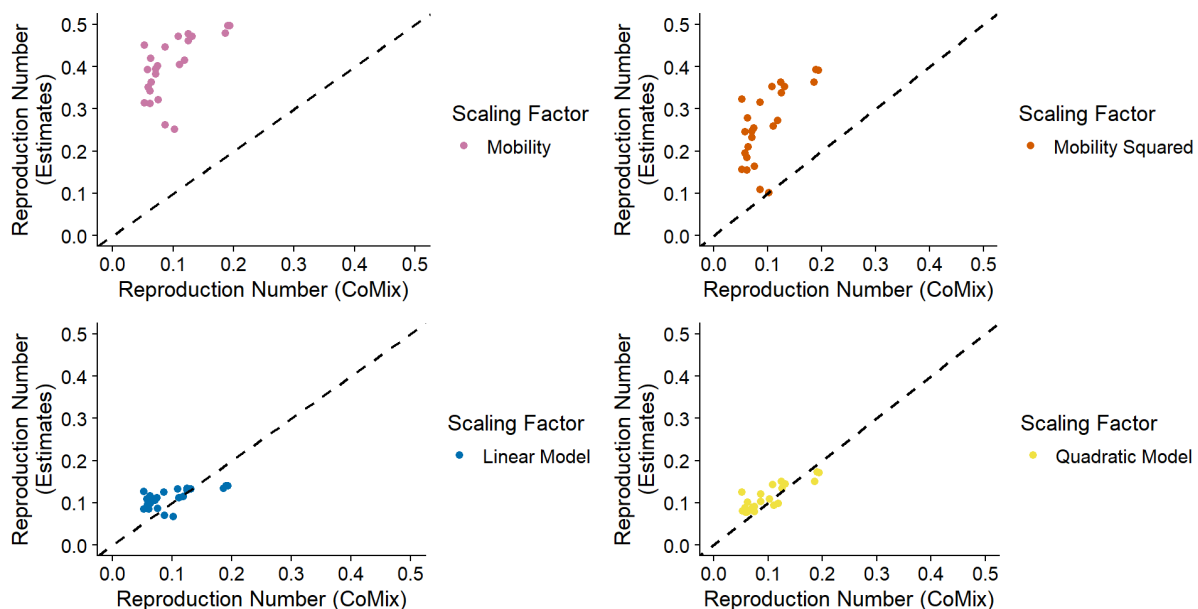 Reproduction Number
(Estimates)
0.5
0.4
0.3
0.2
0.1
0.0
0.0 0.1 0.2 0.3 0.4 0.5
Reproduction Number (CoMix)
Scaling Factor
Mobility
Reproduction Number
(Estimates)
0.5
0.4
0.3
0.2
0.1
0.0
0.0 0.1 0.2 0.3 0.4 0.5
Reproduction Number (CoMix)
Scaling Factor
Mobility Squared
Reproduction Number
(Estimates)
0.5
0.4
0.3
0.2
0.1
0.0
0.0 0.1 0.2 0.3 0.4 0.5
Reproduction Number (CoMix)
Scaling Factor
Linear Model
Reproduction Number
(Estimates)
0.5
0.4
0.3
0.2
0.1
0.0
0.0 0.1 0.2 0.3 0.4 0.5
Reproduction Number (CoMix)
Scaling Factor
Quadratic Model